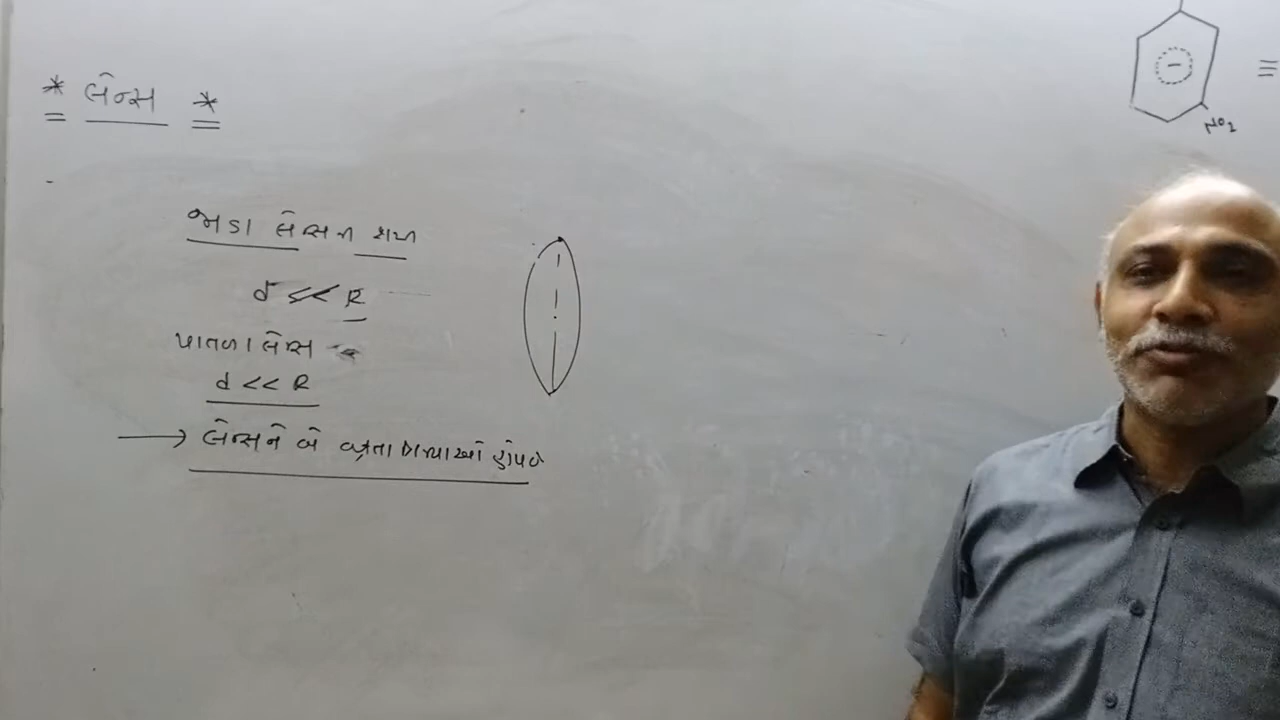 * લેન્સ *
જાડા લેન્સના
d << R
પાતળા લેન્સ
d << R
→ લેન્સને બે વક્રતા ત્રિજ્યાઓ હોય છે
NO₂